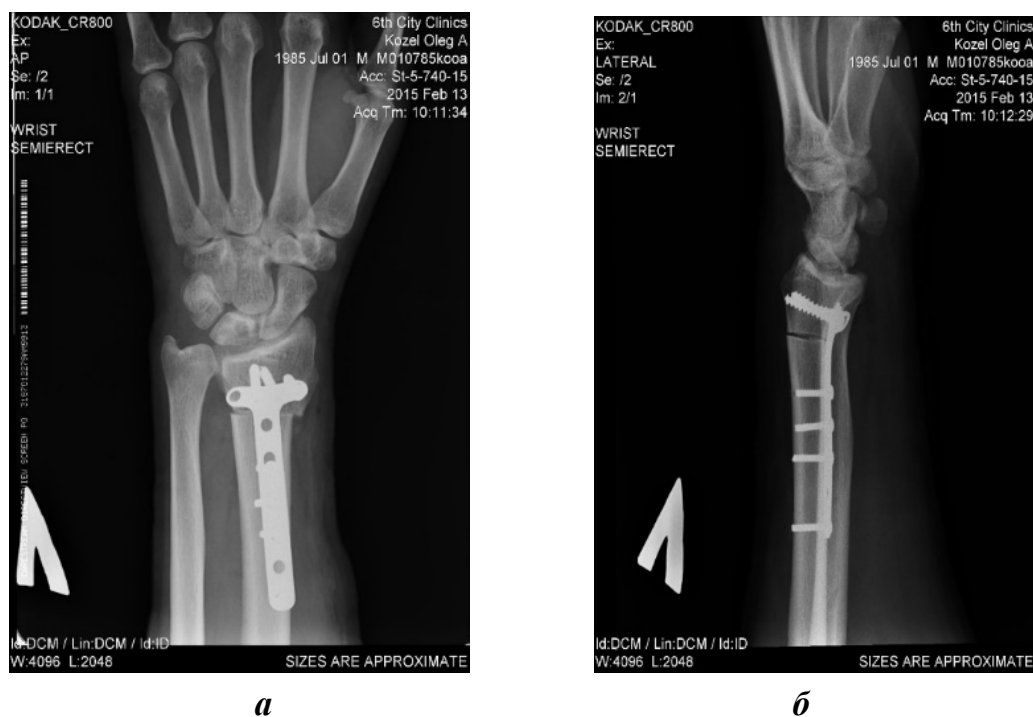 KODAK_CR800
Ex:
AP
Se: /2
Im: 1/1
WRIST
SEMIERECT
6th City Clinics
Kozel Oleg A
1985 Jul 01 M M010785kooa
Acc: St-5-740-15
2015 Feb 13
Acq Tm: 10:11:34
Id:DCM / Lin:DCM / Id:ID
W:4096 L:2048
SIZES ARE APPROXIMATE
а
KODAK_CR800
Ex:
LATERAL
Se: /2
Im: 2/1
WRIST
SEMIERECT
6th City Clinics
Kozel Oleg A
1985 Jul 01 M M010785kooa
Acc: St-5-740-15
2015 Feb 13
Acq Tm: 10:12:29
Id:DCM / Lin:DCM / Id:ID
W:4096 L:2048
SIZES ARE APPROXIMATE
б